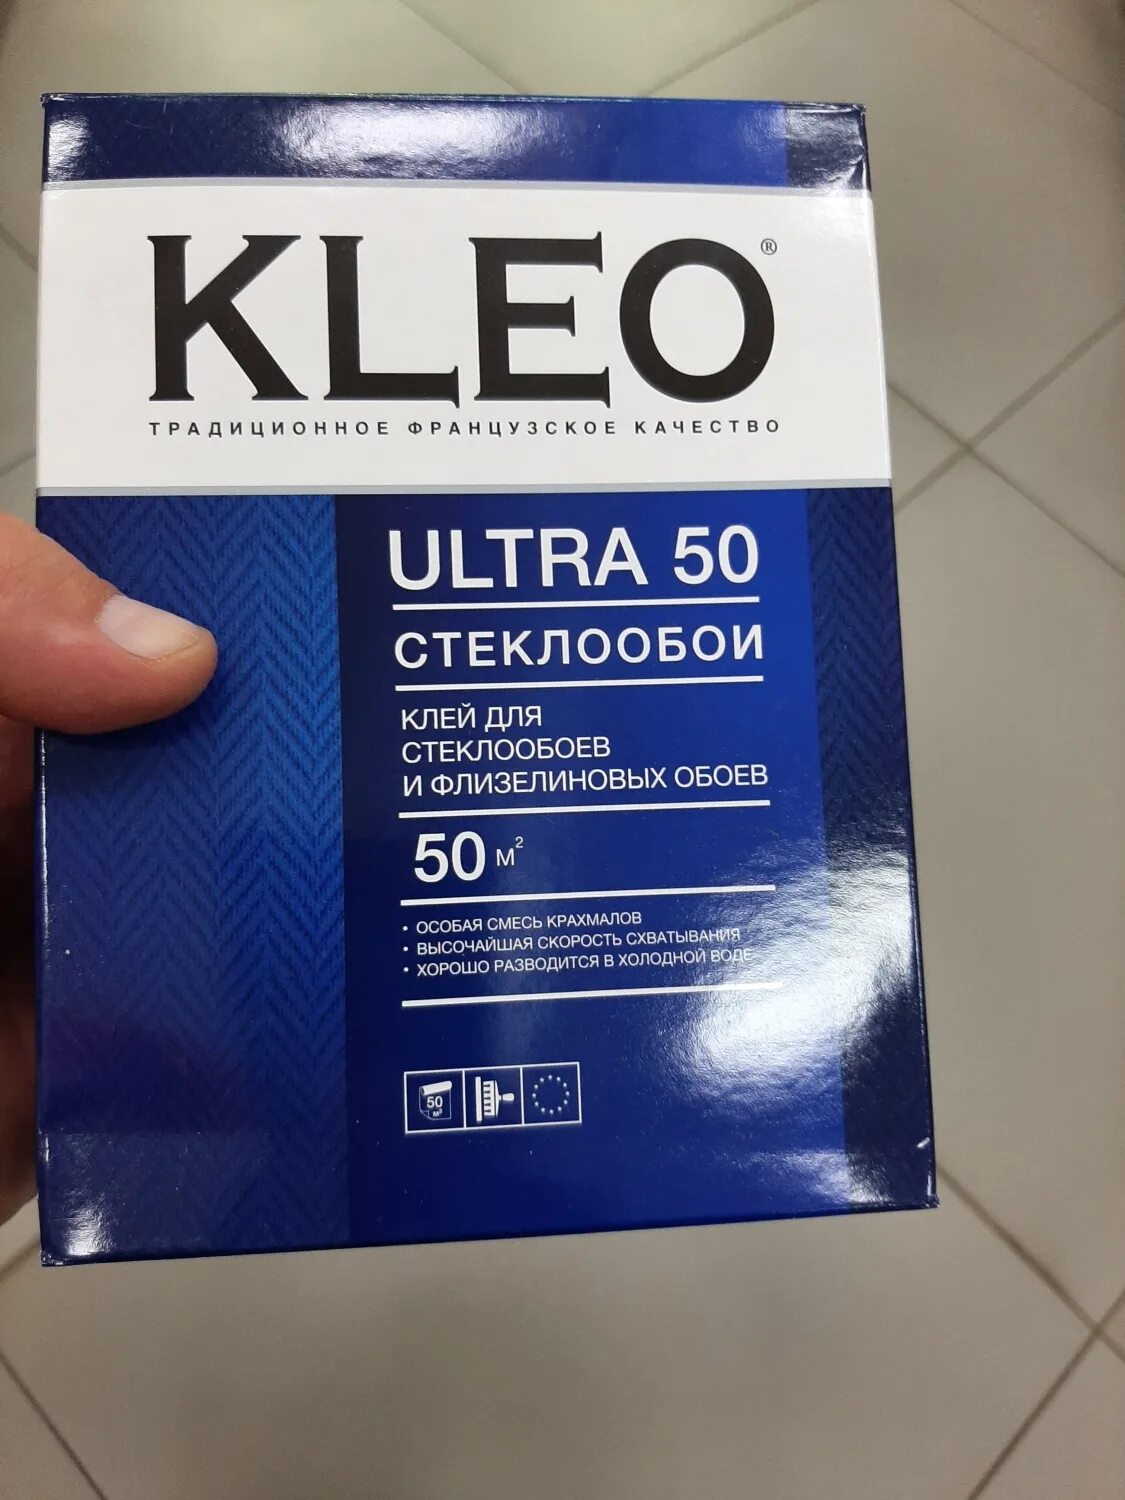 KLEO®
ТРАДИЦИОННОЕ ФРАНЦУЗСКОЕ КАЧЕСТВО
ULTRA 50
СТЕКЛООБОИ
КЛЕЙ ДЛЯ
СТЕКЛООБОЕВ
И ФЛИЗЕЛИНОВЫХ ОБОЕВ
50 м²
• ОСОБАЯ СМЕСЬ КРАХМАЛОВ
• ВЫСОЧАЙШАЯ СКОРОСТЬ СХВАТЫВАНИЯ
• ХОРОШО РАЗВОДИТСЯ В ХОЛОДНОЙ ВОДЕ
50
м²